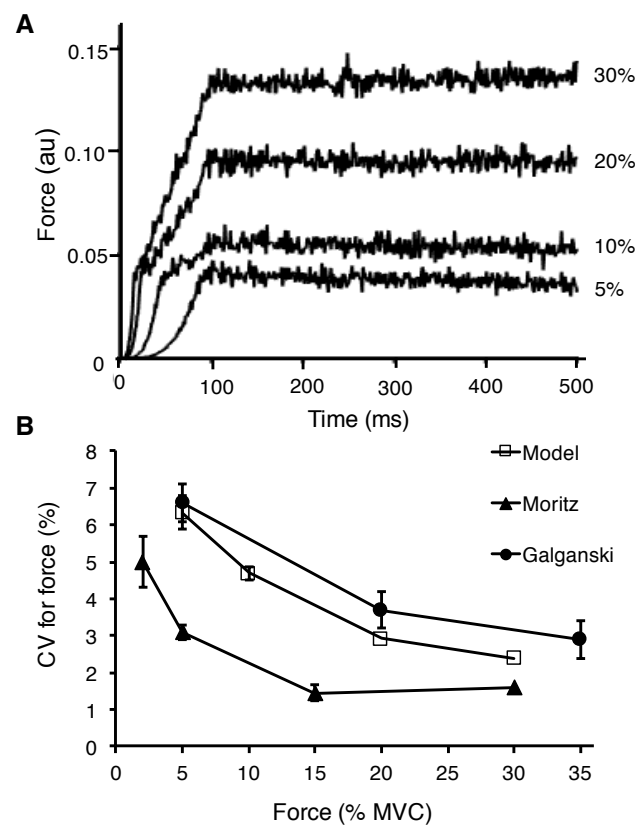 A
0.15
0.10
0.05
0
Force (au)
30%
20%
10%
5%
0 100 200 300 400 500
Time (ms)
B
8
7
6
5
4
3
2
1
0
CV for force (%)
Model
Moritz
Galganski
0 5 10 15 20 25 30 35
Force (% MVC)